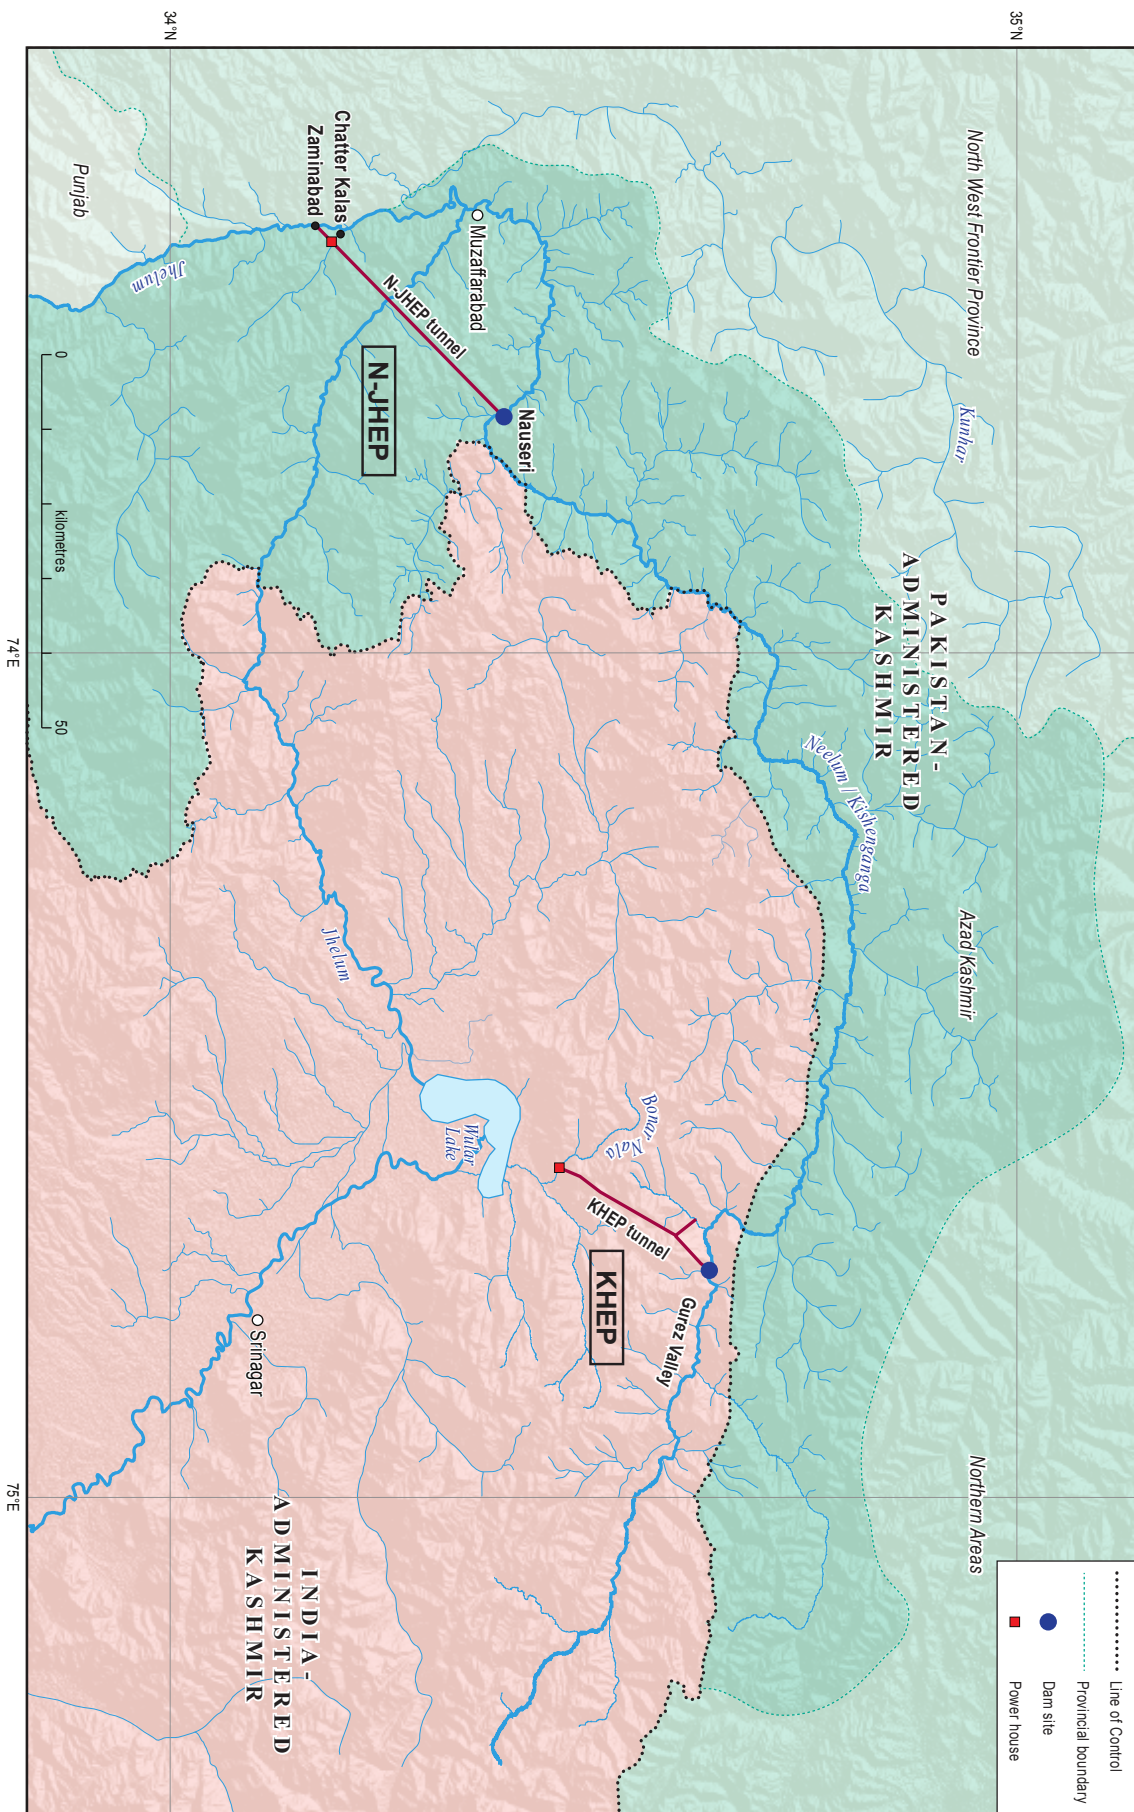 34°N
35°N
North West Frontier Province
Punjab
Chatter Kalas
Zaminabad
Muzaffarabad
Jhelum
N-JHEP tunnel
N-JHEP
Nauseri
Kunhar
PAKISTAN-
ADMINISTERED
KASHMIR
0
kilometres
50
74°E
Neelum / Kishenganga
Azad Kashmir
Jhelum
Wular
Lake
Bonar Nala
KHEP tunnel
KHEP
Gurez Valley
Srinagar
Northern Areas
75°E
INDIA-
ADMINISTERED
KASHMIR
Line of Control
Provincial boundary
Dam site
Power house